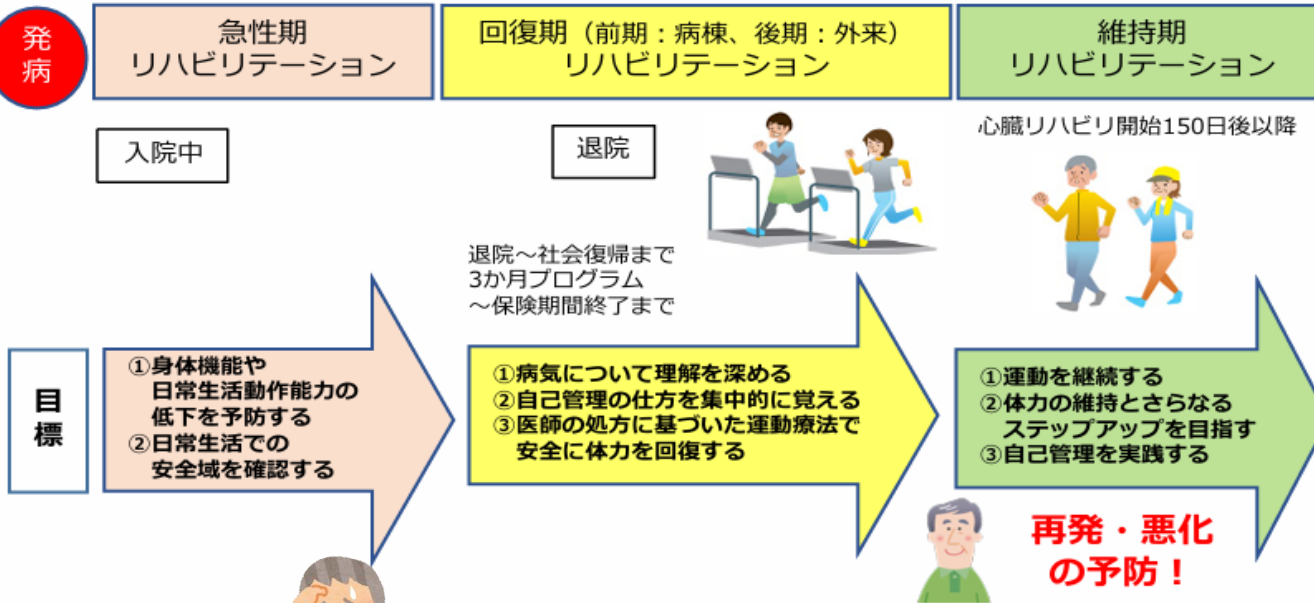 発
病
急性期
リハビリテーション
回復期（前期：病棟、後期：外来）
リハビリテーション
維持期
リハビリテーション
入院中
退院
心臓リハビリ開始150日後以降
退院～社会復帰まで
3か月プログラム
～保険期間終了まで
目
標
①身体機能や
日常生活動作能力の
低下を予防する
②日常生活での
安全域を確認する
①病気について理解を深める
②自己管理の仕方を集中的に覚える
③医師の処方に基づいた運動療法で
安全に体力を回復する
①運動を継続する
②体力の維持とさらなる
ステップアップを目指す
③自己管理を実践する
再発・悪化
の予防！